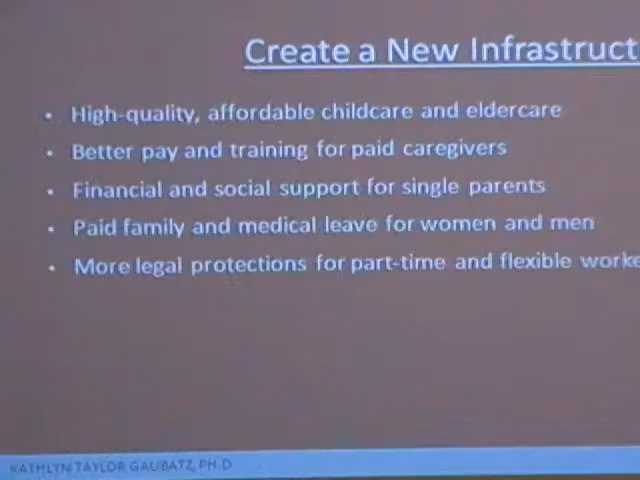 Create a New Infrastruct
• High-quality, affordable childcare and eldercare
• Better pay and training for paid caregivers
• Financial and social support for single parents
• Paid family and medical leave for women and men
• More legal protections for part-time and flexible worke
KATHLYN TAYLOR GAUBATZ, PH.D